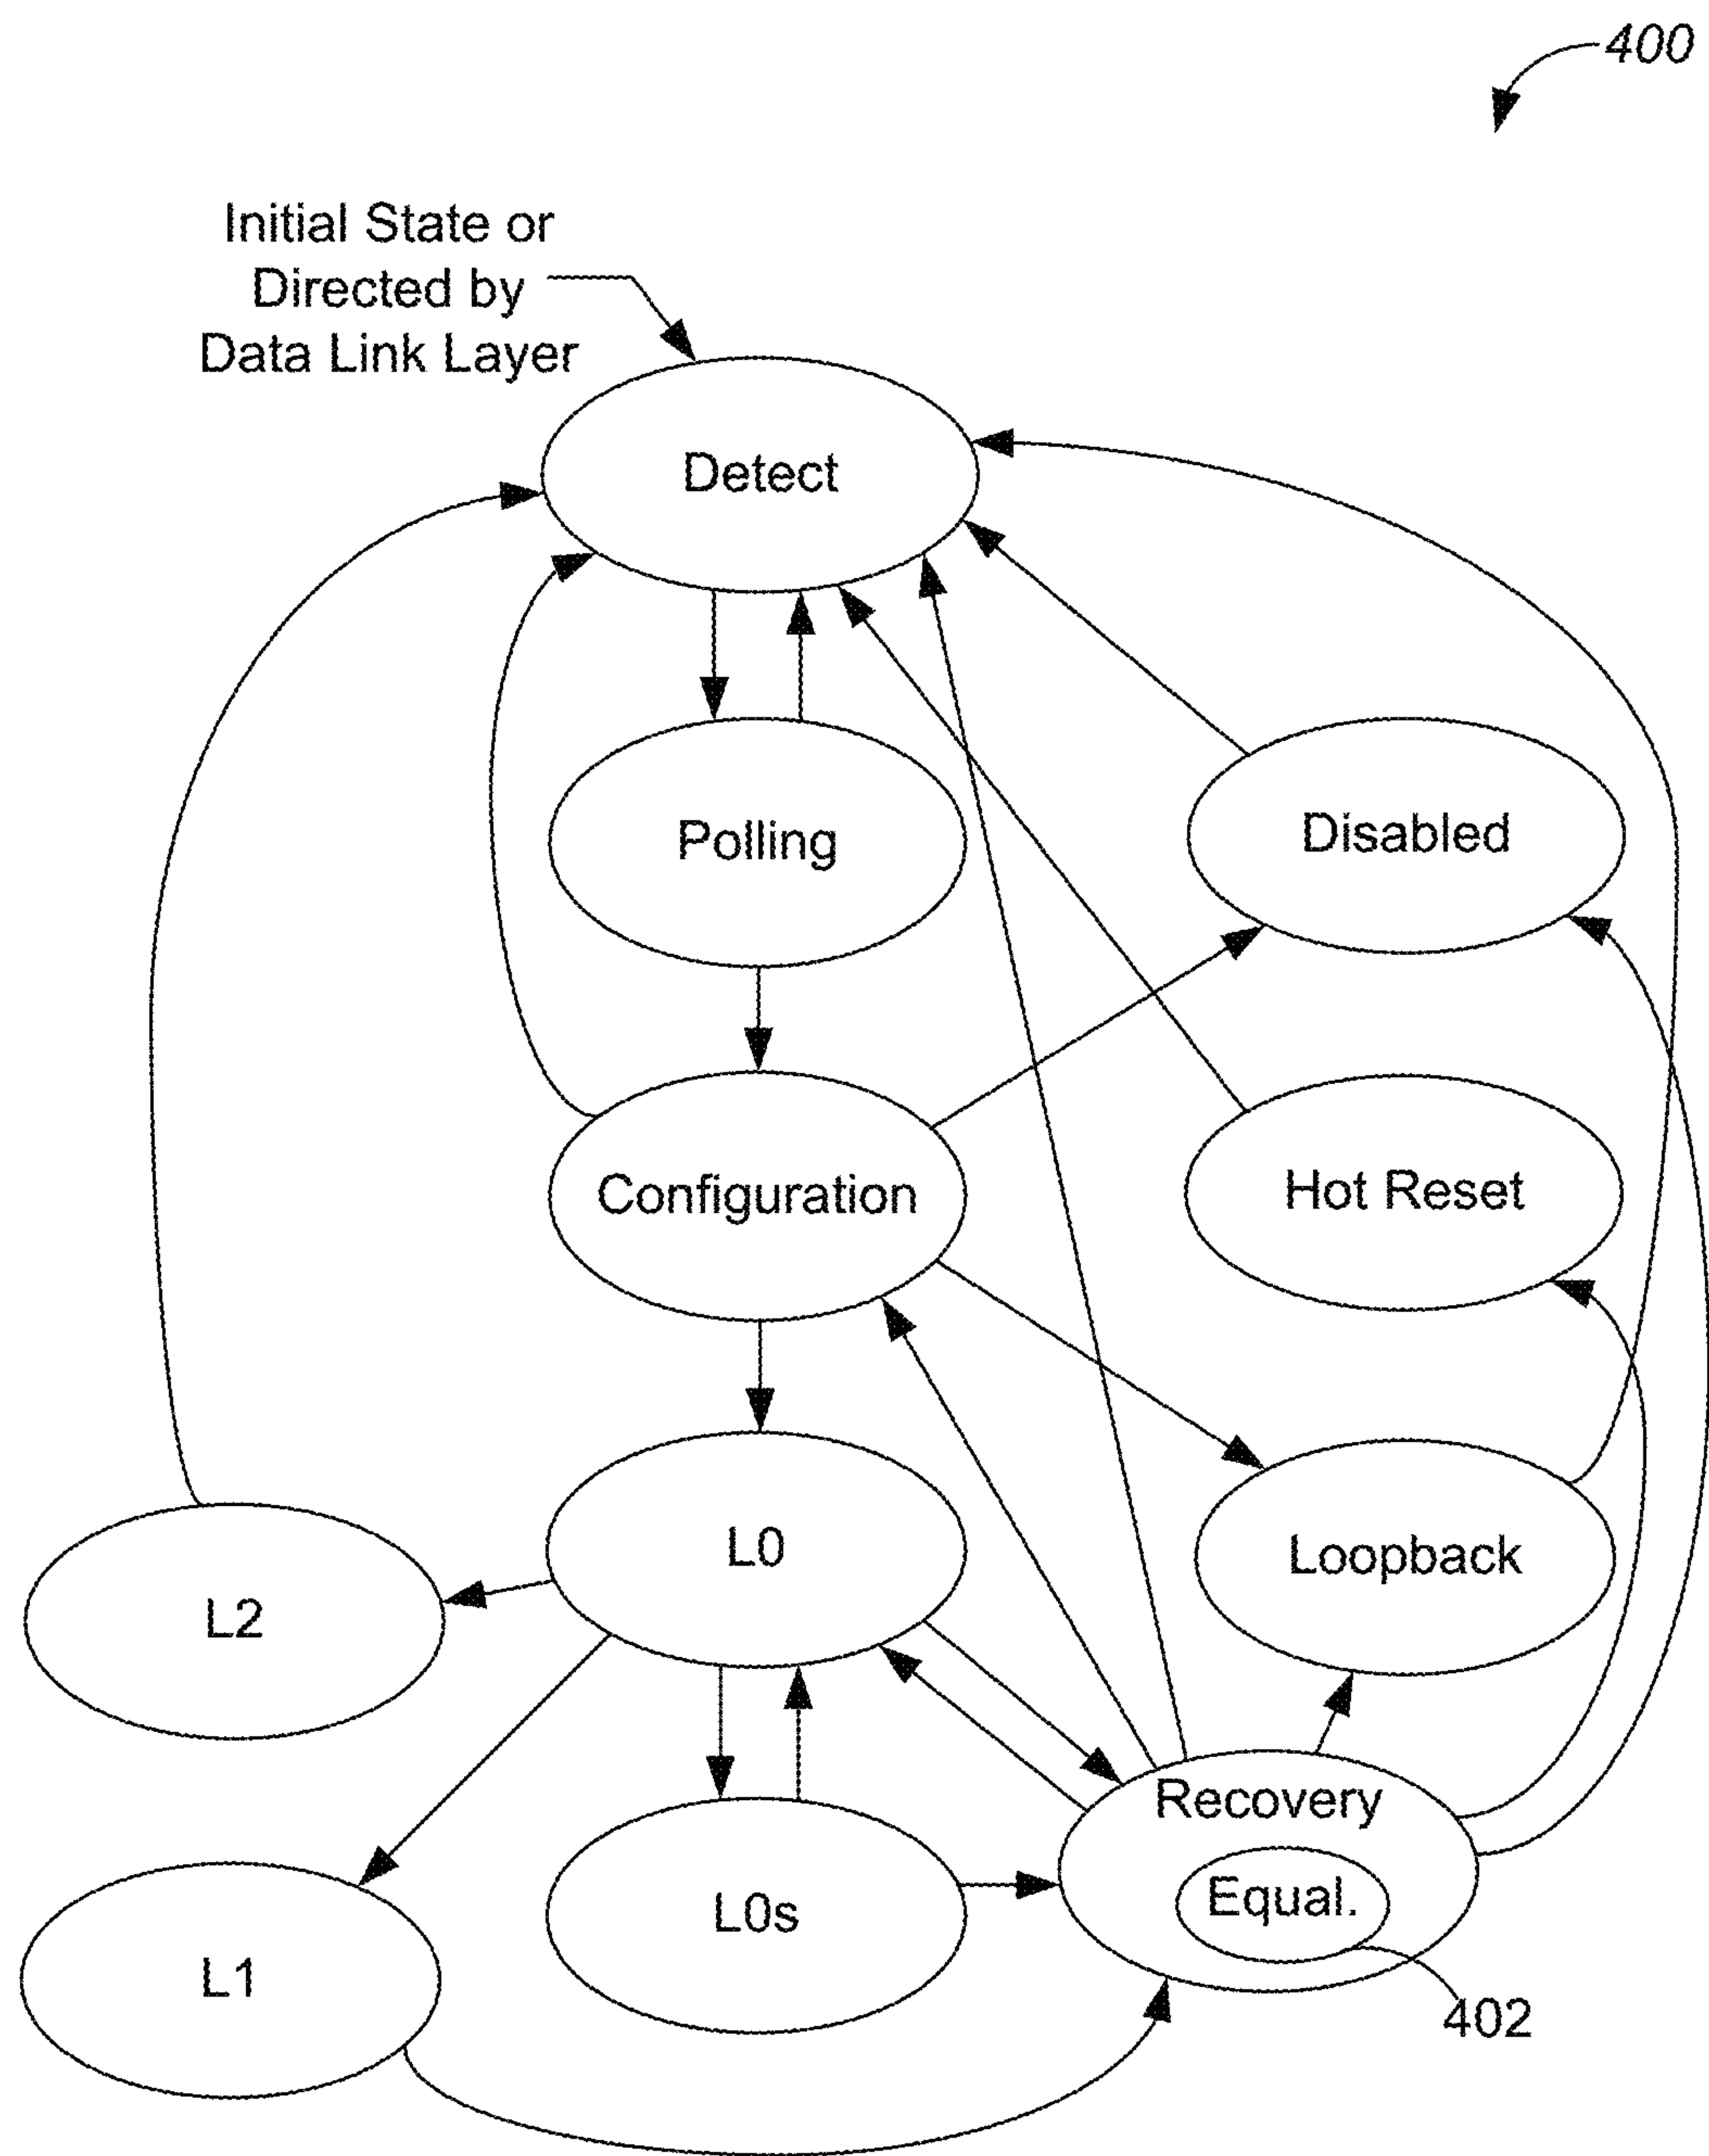 400
Initial State or
Directed by
Data Link Layer
Detect
Polling
Disabled
Configuration
Hot Reset
L0
Loopback
L2
Recovery
Equal.
L0s
L1
402